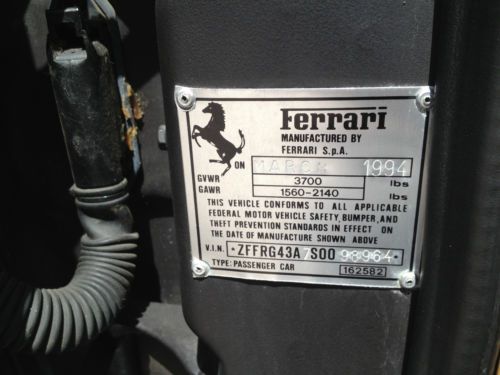 Ferrari
MANUFACTURED BY
FERRARI S.p.A.
ON MARCH 1994
GVWR 3700 lbs
GAWR 1560-2140 lbs
THIS VEHICLE CONFORMS TO ALL APPLICABLE
FEDERAL MOTOR VEHICLE SAFETY, BUMPER, AND
THEFT PREVENTION STANDARDS IN EFFECT ON
THE DATE OF MANUFACTURE SHOWN ABOVE
V.I.N. *ZFFRG43A7S0098964*
TYPE: PASSENGER CAR 162582